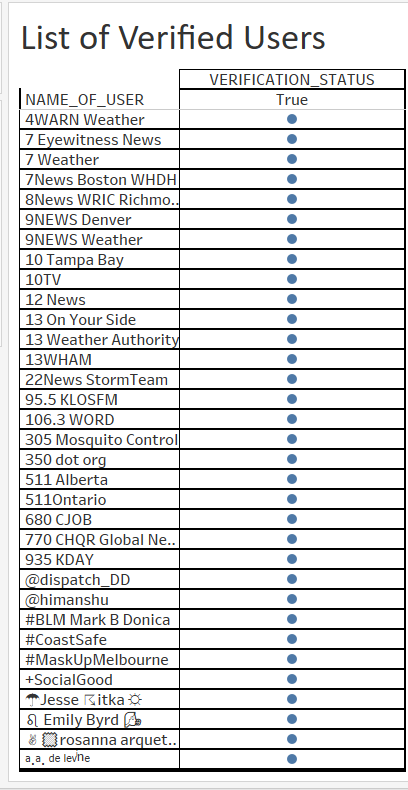 List of Verified Users
VERIFICATION_STATUS
NAME_OF_USER True
4WARN Weather
7 Eyewitness News
7 Weather
7News Boston WHDH
8News WRIC Richmo..
9NEWS Denver
9NEWS Weather
10 Tampa Bay
10TV
12 News
13 On Your Side
13 Weather Authority
13WHAM
22News StormTeam
95.5 KLOSFM
106.3 WORD
305 Mosquito Control
350 dot org
511 Alberta
511Ontario
680 CJOB
770 CHQR Global Ne..
935 KDAY
@dispatch_DD
@himanshu
#BLM Mark B Donica
#CoastSafe
#MaskUpMelbourne
+SocialGood
☂Jesse ☈itka ☼
♌ Emily Byrd
✌ rosanna arquet..
a.a. de